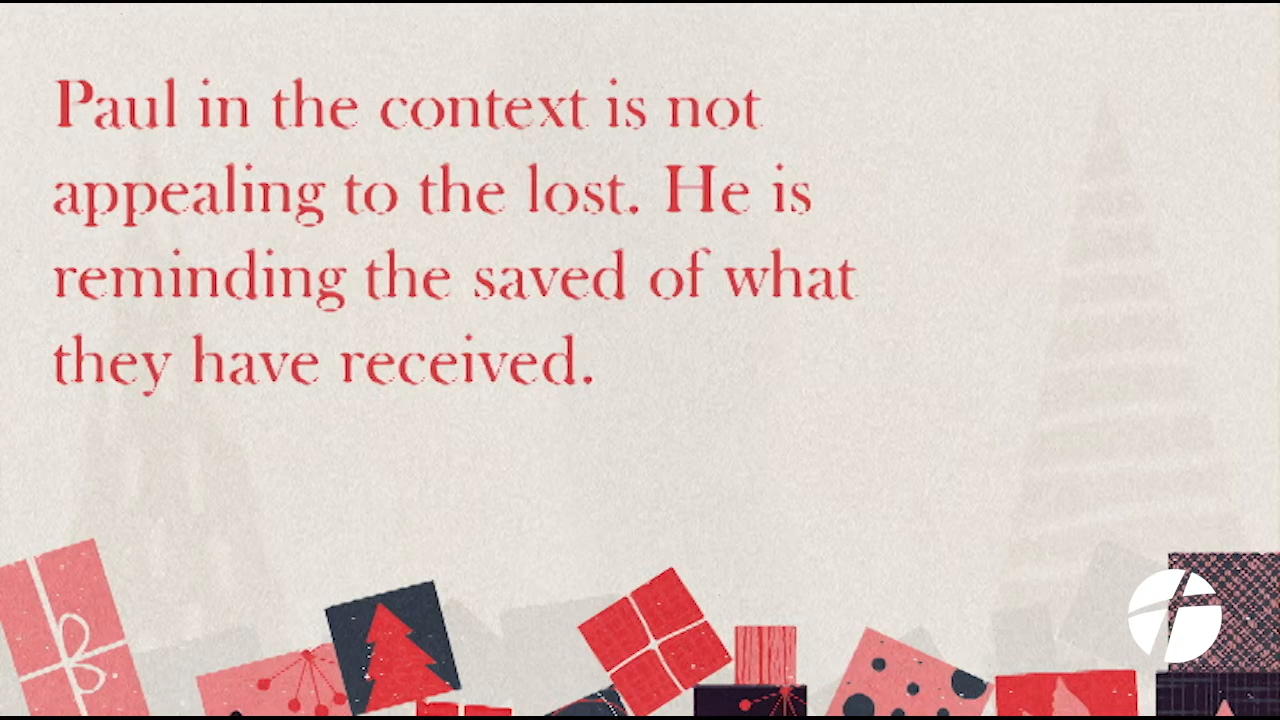 Paul in the context is not
appealing to the lost. He is
reminding the saved of what
they have received.